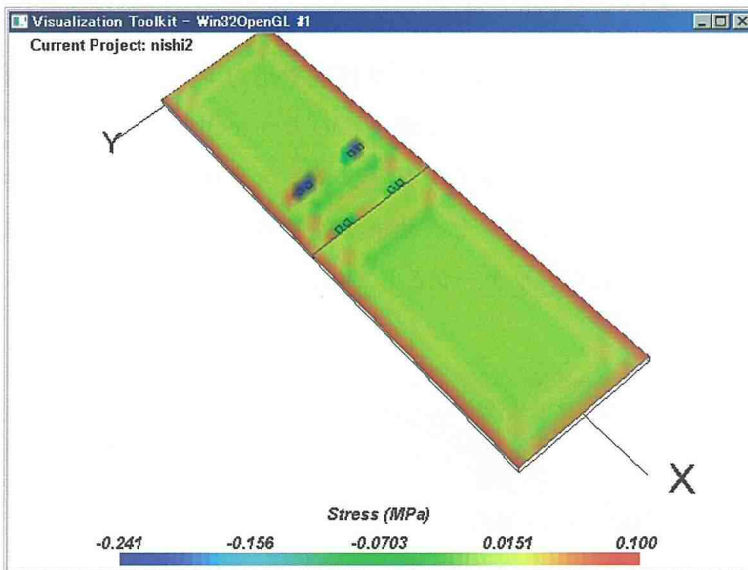 Visualization Toolkit - Win32OpenGL #1
Current Project: nishi2
Y
X
Stress (MPa)
-0.241 -0.156 -0.0703 0.0151 0.100